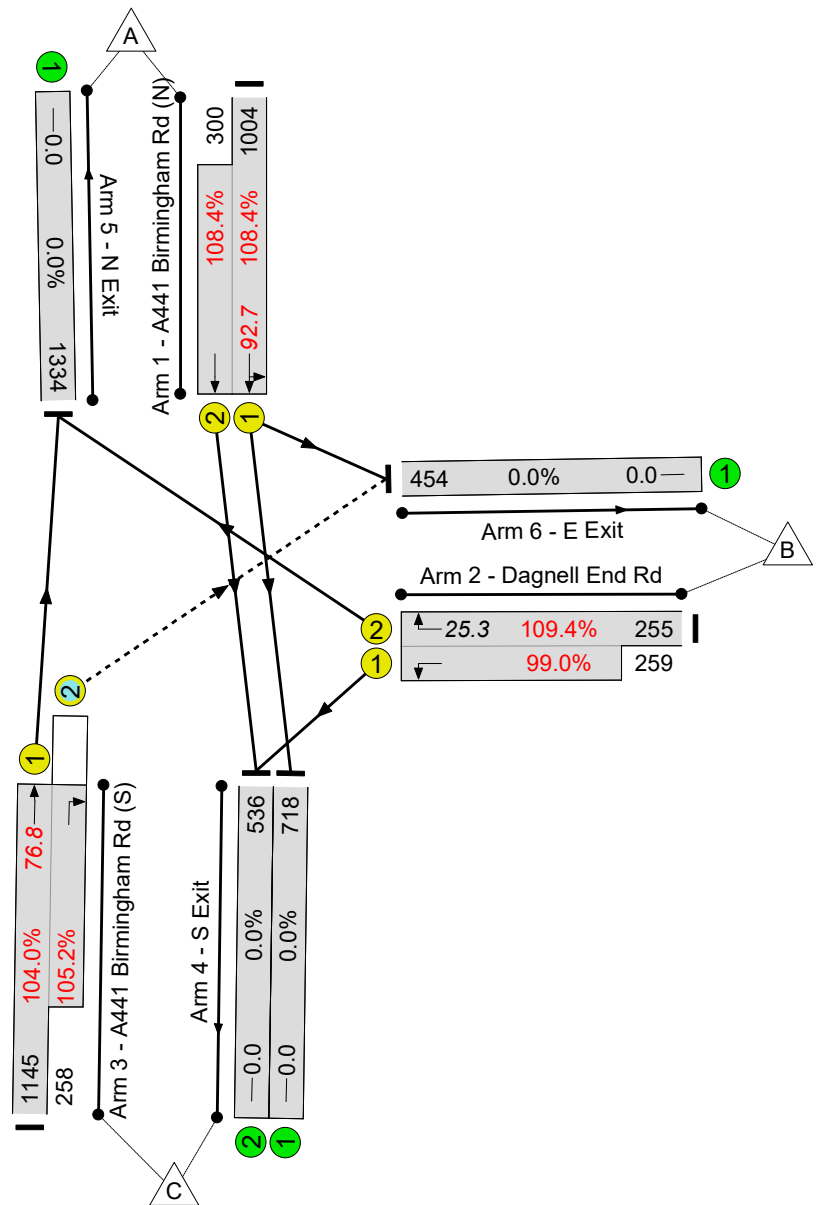 A
1
0.0
0.0%
1334
Arm 5 - N Exit
Arm 1 - A441 Birmingham Rd (N)
300
108.4%
2
1004
108.4%
92.7
1
454 0.0% 0.0
1
Arm 6 - E Exit
B
Arm 2 - Dagnell End Rd
2
25.3 109.4% 255
1
99.0% 259
2
1
76.8
104.0%
1145
105.2%
258
Arm 3 - A441 Birmingham Rd (S)
Arm 4 - S Exit
536
0.0%
0.0
2
718
0.0%
0.0
1
C